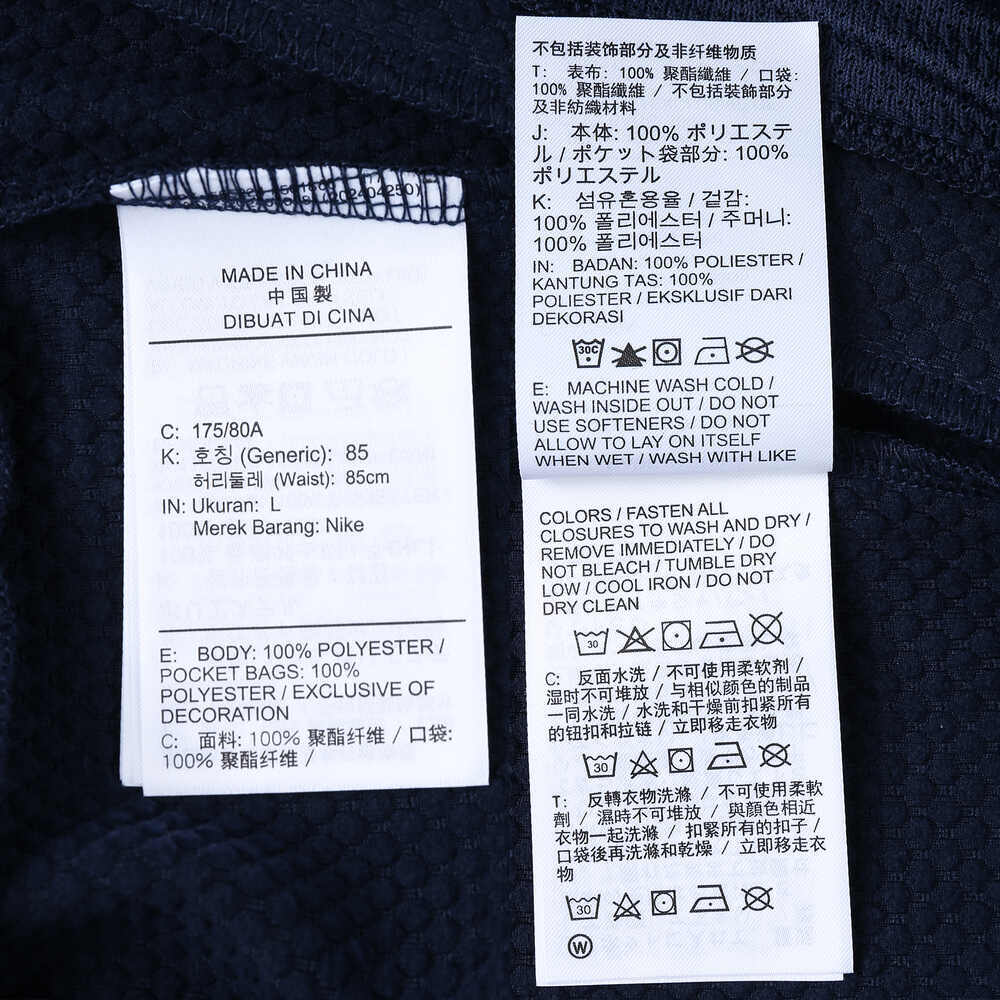 (202404250)
MADE IN CHINA
中国製
DIBUAT DI CINA
C: 175/80A
K: 호칭 (Generic): 85
허리둘레 (Waist): 85cm
IN: Ukuran: L
Merek Barang: Nike
E: BODY: 100% POLYESTER /
POCKET BAGS: 100%
POLYESTER / EXCLUSIVE OF
DECORATION
C: 面料: 100% 聚酯纤维 / 口袋:
100% 聚酯纤维 /
不包括装饰部分及非纤维物质
T: 表布: 100% 聚酯纖維 / 口袋:
100% 聚酯纖維 / 不包括裝飾部分
及非紡織材料
J: 本体: 100% ポリエステ
ル / ポケット袋部分: 100%
ポリエステル
K: 섬유혼용율 / 겉감:
100% 폴리에스터 / 주머니:
100% 폴리에스터
IN: BADAN: 100% POLIESTER /
KANTUNG TAS: 100%
POLIESTER / EKSKLUSIF DARI
DEKORASI
30C
E: MACHINE WASH COLD /
WASH INSIDE OUT / DO NOT
USE SOFTENERS / DO NOT
ALLOW TO LAY ON ITSELF
WHEN WET / WASH WITH LIKE
COLORS / FASTEN ALL
CLOSURES TO WASH AND DRY /
REMOVE IMMEDIATELY / DO
NOT BLEACH / TUMBLE DRY
LOW / COOL IRON / DO NOT
DRY CLEAN
30
C: 反面水洗 / 不可使用柔软剂 /
湿时不可堆放 / 与相似颜色的制品
一同水洗 / 水洗和干燥前扣紧所有
的钮扣和拉链 / 立即移走衣物
30
T: 反轉衣物洗滌 / 不可使用柔軟
劑 / 濕時不可堆放 / 與顏色相近
衣物一起洗滌 / 扣緊所有的扣子 /
口袋後再洗滌和乾燥 / 立即移走衣
物
30
W